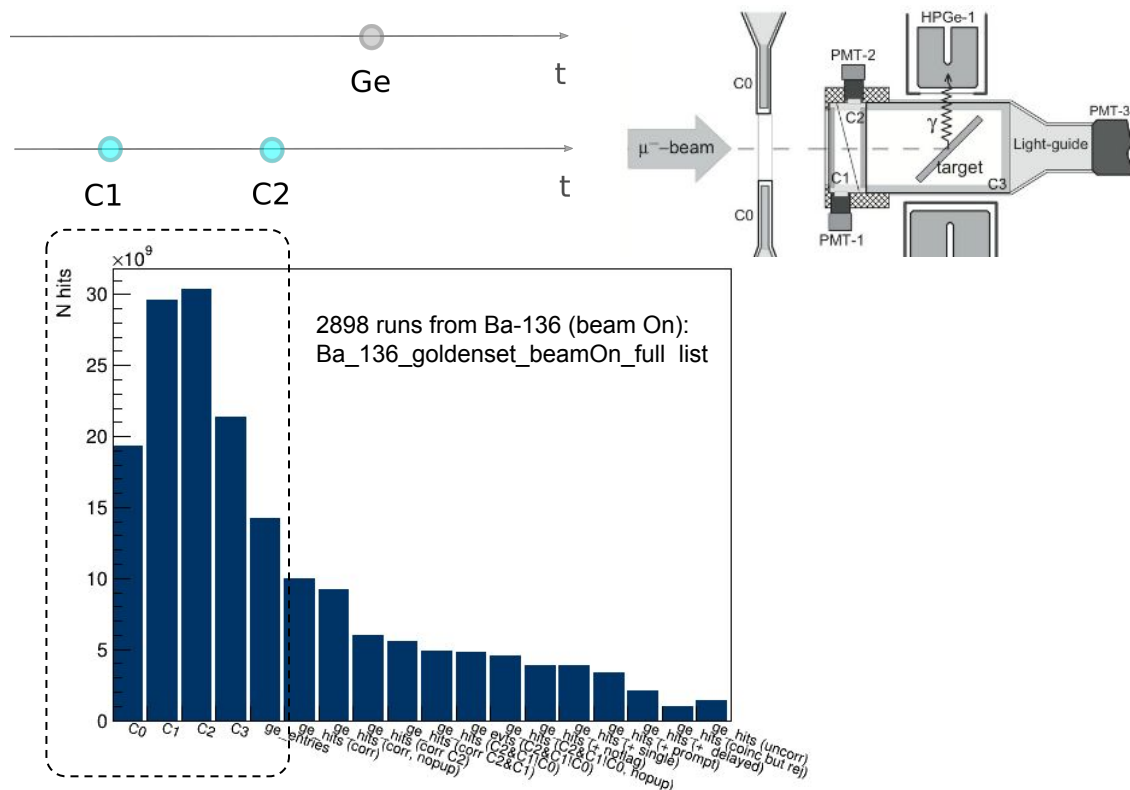 Ge
t
C1
C2
t
HPGe-1
PMT-2
C0
C2
PMT-3
γ
μ⁻-beam
Light-guide
target
C1
C3
C0
PMT-1
×10⁹
N hits
30
25
20
15
10
5
0
2898 runs from Ba-136 (beam On):
Ba_136_goldenset_beamOn_full list
C0
C1
C2
C3
ge_entries
ge_hits (corr)
ge_hits (corr, nopup)
ge_hits (corr C2)
ge_hits (corr C2&C1)
ge_hits (C2&C1!C0)
ge_evts (C2&C1!C0)
ge_hits (C2&C1!C0, nopup)
ge_hits (+ notlag)
ge_hits (+ single)
ge_hits (+ prompt)
ge_hits (+ delayed)
ge_hits (coinc, but rej)
ge_hits (uncorr)